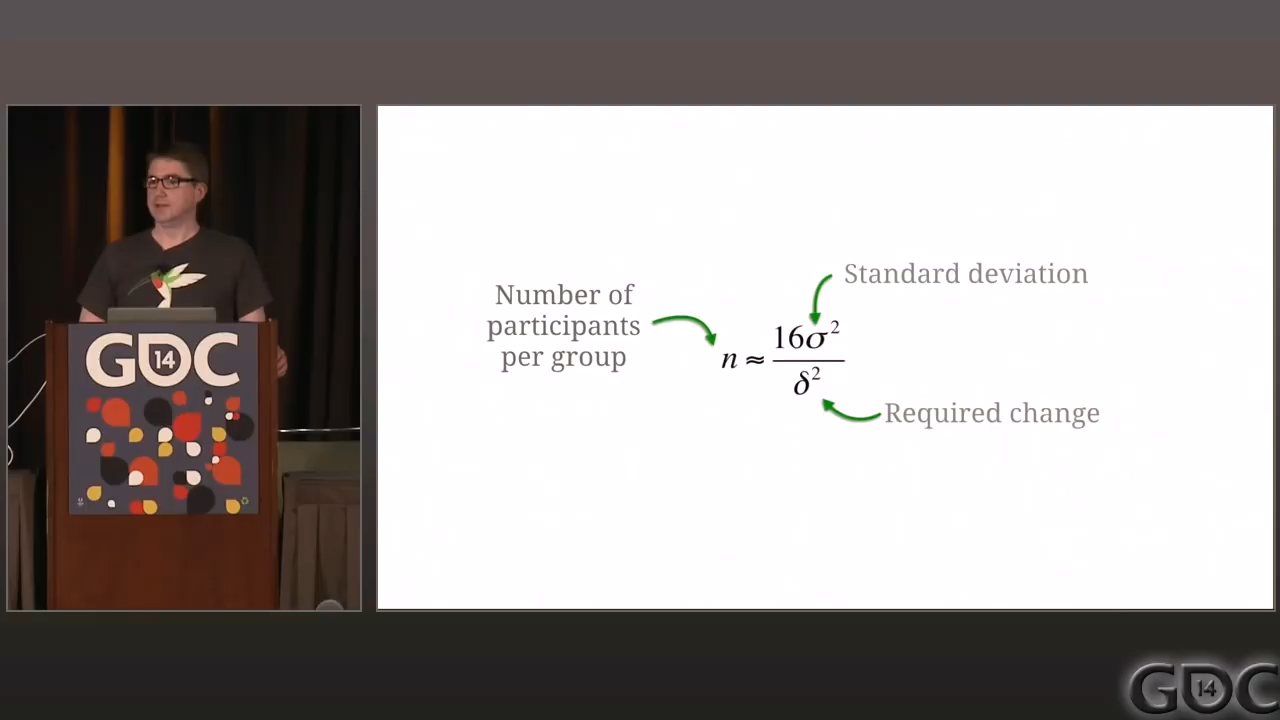 GDC
14
Number of
participants
per group
Standard deviation
n ≈ 16σ² / δ²
Required change
GDC
14